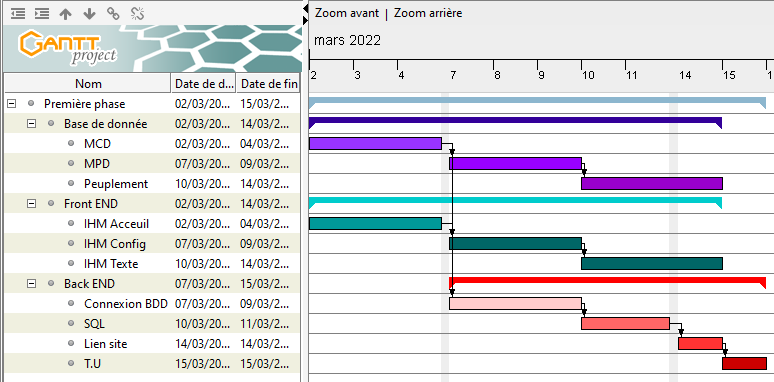 Zoom avant | Zoom arrière
GANTT
project
mars 2022
2 3 4 7 8 9 10 11 14 15 1
Nom Date de d... Date de fin
Première phase 02/03/20... 15/03/2...
Base de donnée 02/03/20... 14/03/2...
MCD 02/03/20... 04/03/2...
MPD 07/03/20... 09/03/2...
Peuplement 10/03/20... 14/03/2...
Front END 02/03/20... 14/03/2...
IHM Acceuil 02/03/20... 04/03/2...
IHM Config 07/03/20... 09/03/2...
IHM Texte 10/03/20... 14/03/2...
Back END 07/03/20... 15/03/2...
Connexion BDD 07/03/20... 09/03/2...
SQL 10/03/20... 11/03/2...
Lien site 14/03/20... 14/03/2...
T.U 15/03/20... 15/03/2...